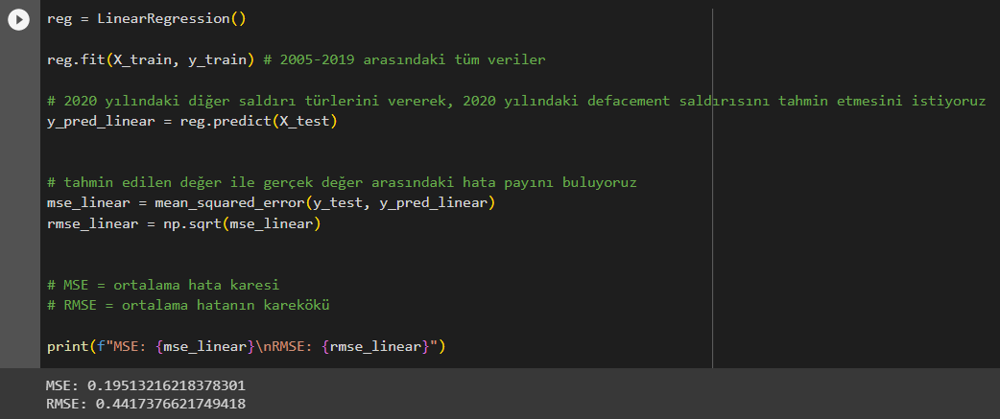 reg = LinearRegression()
reg.fit(X_train, y_train) # 2005-2019 arasındaki tüm veriler
# 2020 yılındaki diğer saldırı türlerini vererek, 2020 yılındaki defacement saldırısını tahmin etmesini istiyoruz
y_pred_linear = reg.predict(X_test)
# tahmin edilen değer ile gerçek değer arasındaki hata payını buluyoruz
mse_linear = mean_squared_error(y_test, y_pred_linear)
rmse_linear = np.sqrt(mse_linear)
# MSE = ortalama hata karesi
# RMSE = ortalama hatanın karekökü
print(f"MSE: {mse_linear}\nRMSE: {rmse_linear}")
MSE: 0.19513216218378301
RMSE: 0.4417376621749418